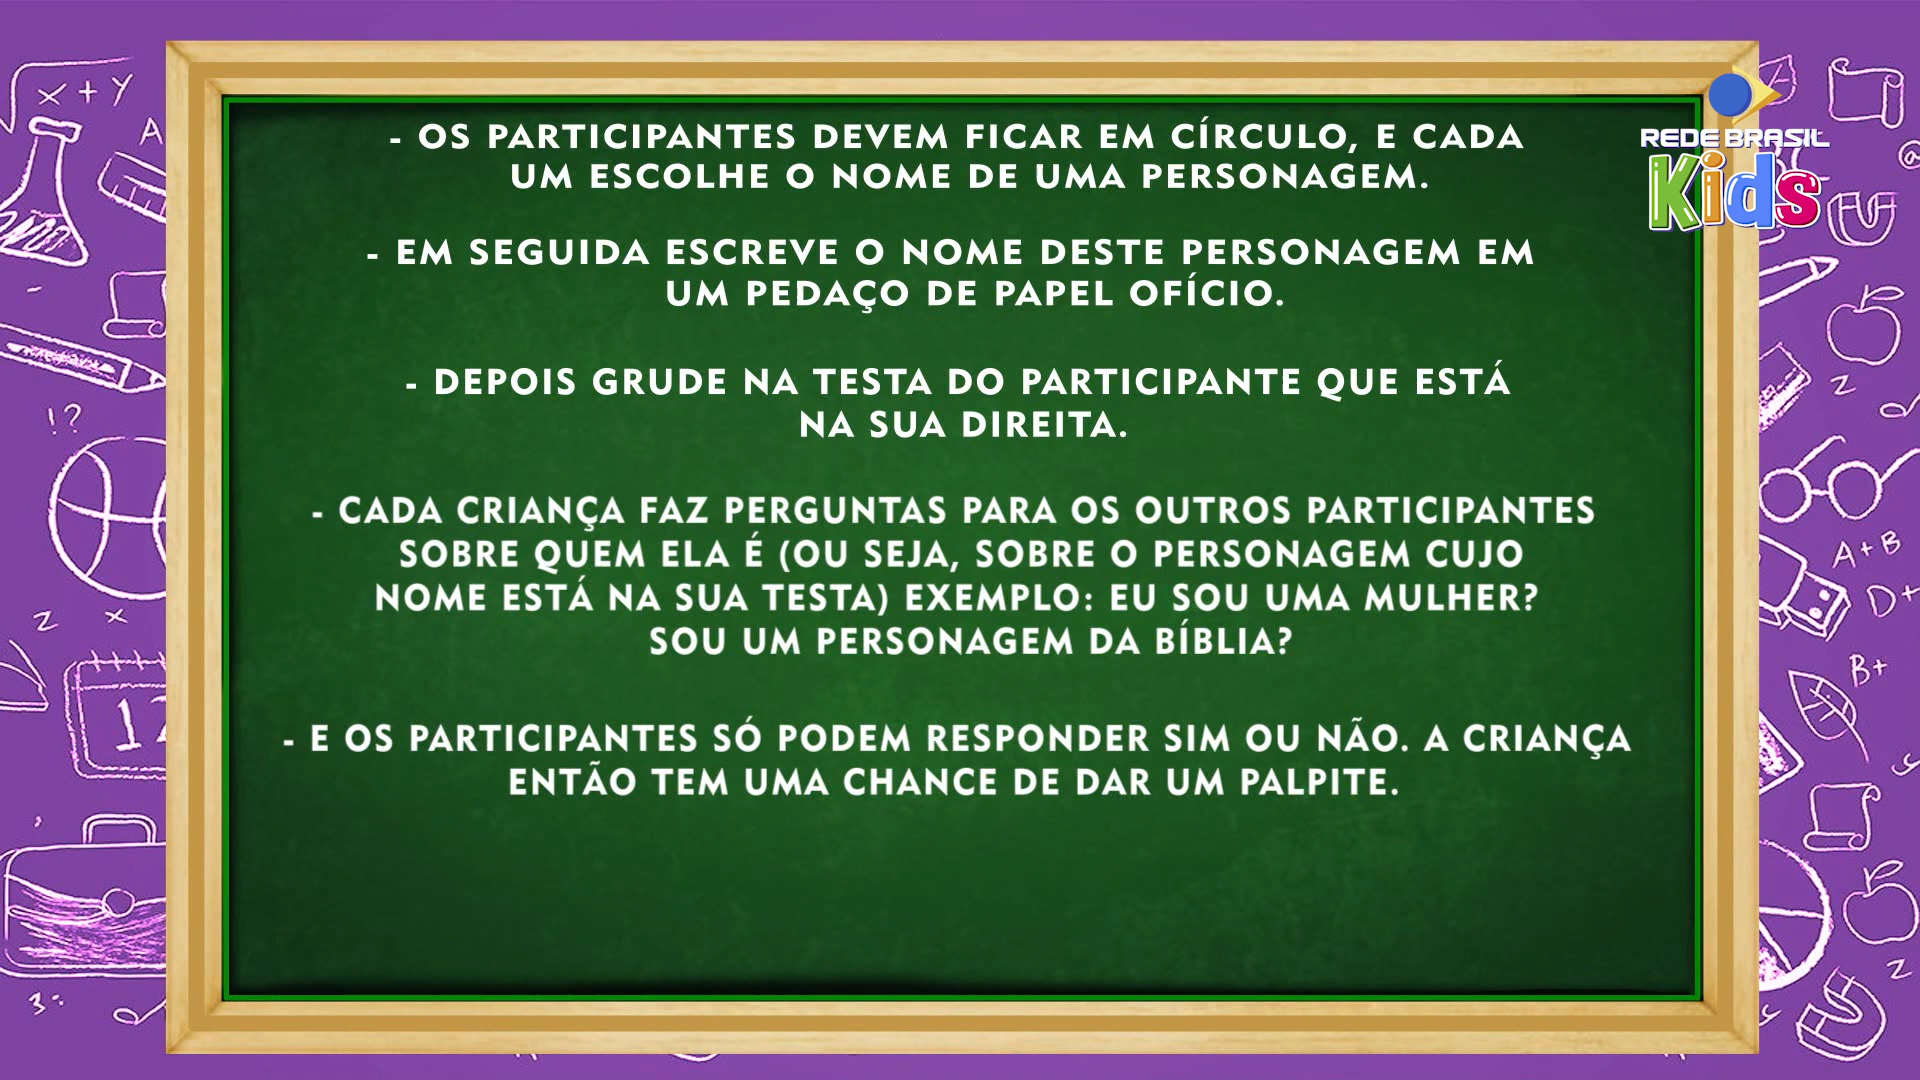 - OS PARTICIPANTES DEVEM FICAR EM CÍRCULO, E CADA
UM ESCOLHE O NOME DE UMA PERSONAGEM.
- EM SEGUIDA ESCREVE O NOME DESTE PERSONAGEM EM
UM PEDAÇO DE PAPEL OFÍCIO.
- DEPOIS GRUDE NA TESTA DO PARTICIPANTE QUE ESTÁ
NA SUA DIREITA.
- CADA CRIANÇA FAZ PERGUNTAS PARA OS OUTROS PARTICIPANTES
SOBRE QUEM ELA É (OU SEJA, SOBRE O PERSONAGEM CUJO
NOME ESTÁ NA SUA TESTA) EXEMPLO: EU SOU UMA MULHER?
SOU UM PERSONAGEM DA BÍBLIA?
- E OS PARTICIPANTES SÓ PODEM RESPONDER SIM OU NÃO. A CRIANÇA
ENTÃO TEM UMA CHANCE DE DAR UM PALPITE.
REDE BRASIL
Kids
x + y
A
!?
z x
12
3:
@
z
A + B
D+
B+
z